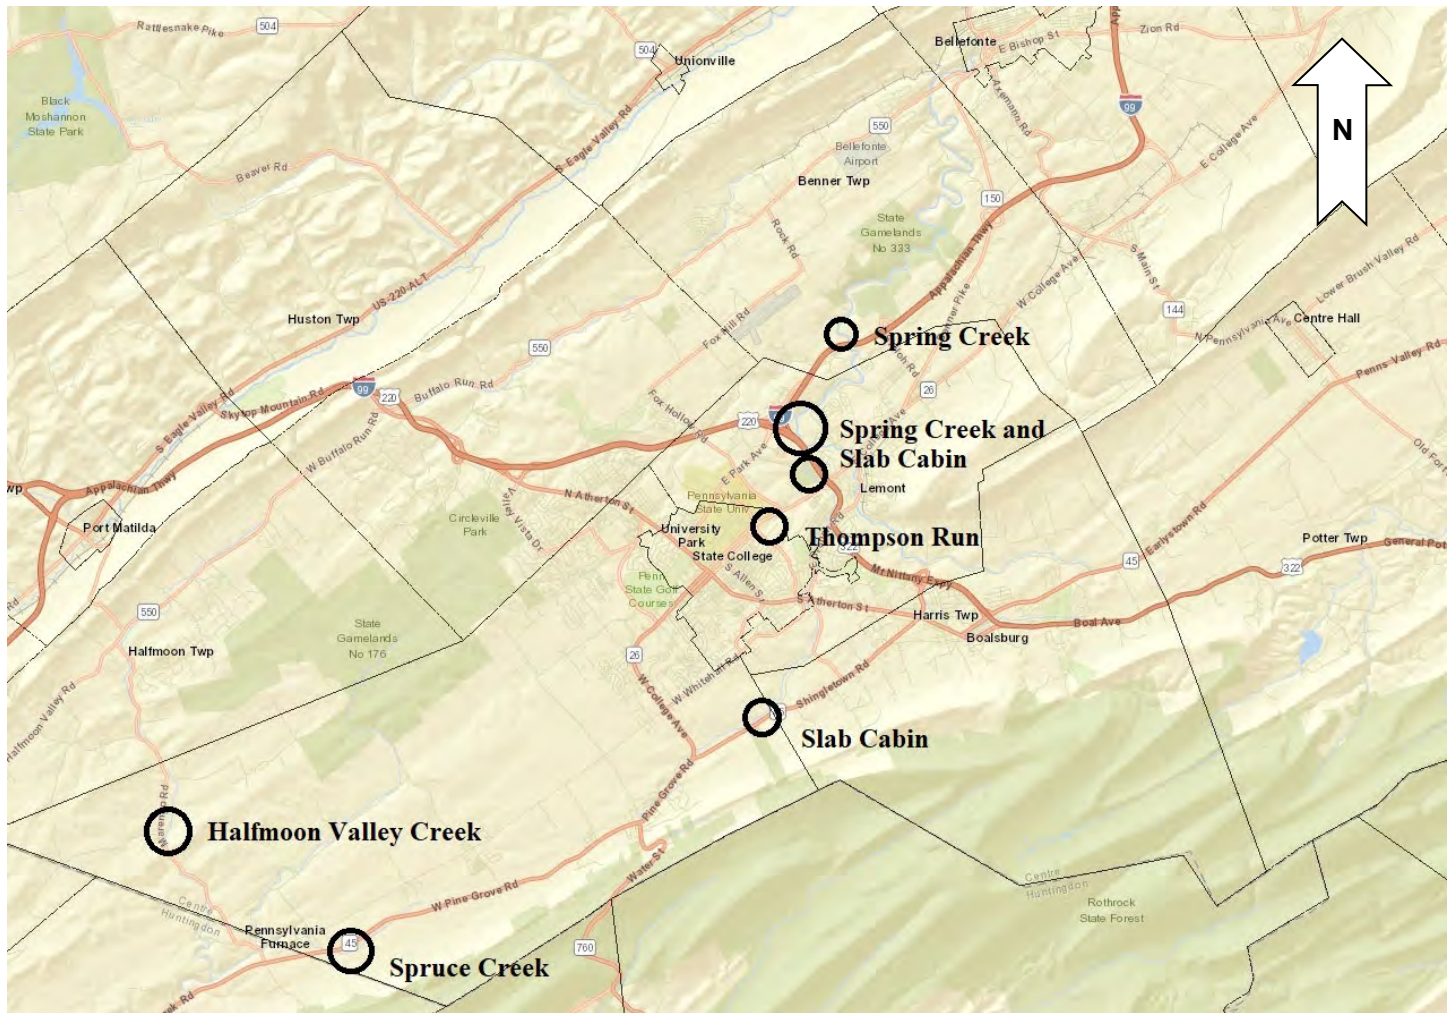 Rattlesnake Pike
504
504
Unionville
Bellefonte
E Bishop St
Zion Rd
Black
Moshannon
State Park
99
N
Axemann Rd
E College Ave
S Eagle Valley Rd
Beaver Rd
550
Bellefonte
Airport
Benner Twp
150
State
Gamelands
No 333
Rock Rd
S Main St
Lower Brush Valley Rd
Appalachian Thwy
W College Ave
US-220 ALT
Huston Twp
144
N Pennsylvania Ave
Centre Hall
Fox Hill Rd
Spring Creek
550
Penns Valley Rd
99
220
Buffalo Run Rd
26
Skytop Mountain Rd
S Eagle Valley Rd
Fox Hollow Rd
220
Spring Creek and
Slab Cabin
W Buffalo Run Rd
E Park Ave
Appalachian Thwy
Lemont
N Atherton St
Pennsylvania
State Univ
Valley Vista Dr
Circleville
Park
Port Matilda
University
Park
State College
Thompson Run
322
Earlystown Rd
45
Potter Twp
322
Mt Nittany Expy
Penn
State Golf
Courses
S Allen St
S Atherton St
Harris Twp
Boalsburg
Boal Ave
550
State
Gamelands
No 176
Halfmoon Twp
26
W Whitehall Rd
Shingletown Rd
W College Ave
Halfmoon Valley Rd
Slab Cabin
Pine Grove Rd
Halfmoon Valley Creek
Water St
W Pine Grove Rd
Centre
Huntingdon
Centre
Huntingdon
Rothrock
State Forest
Pennsylvania
Furnace
45
760
Spruce Creek